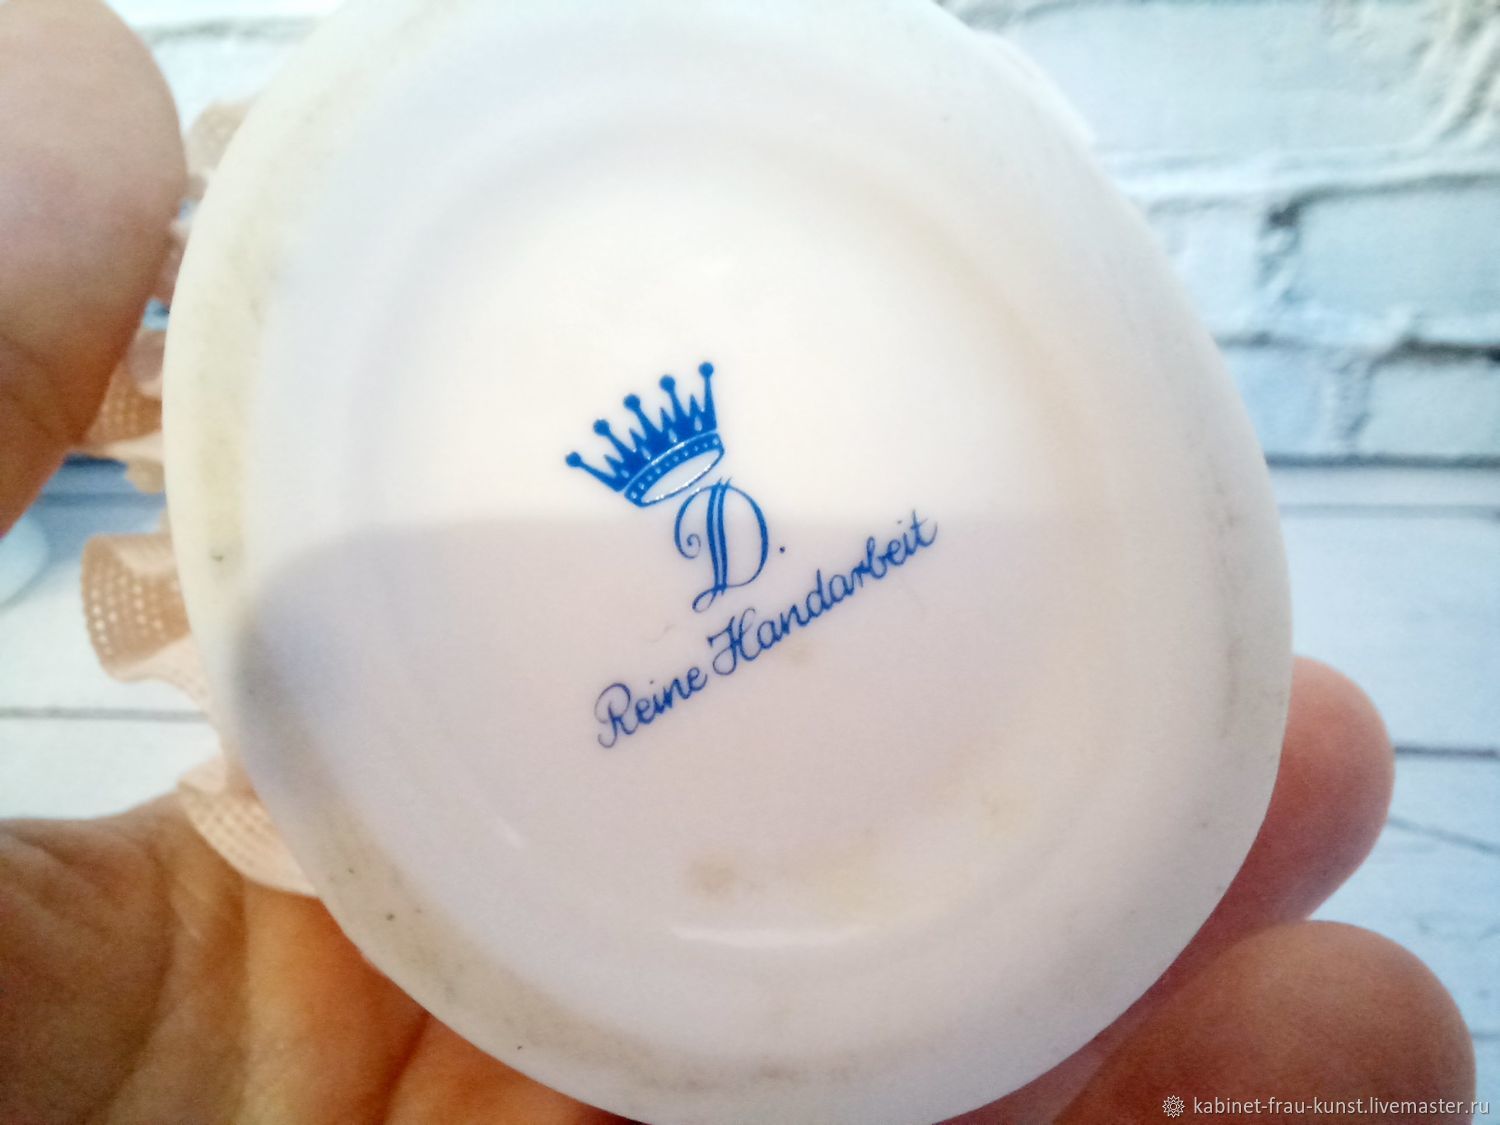 D.
Reine Handarbeit
kabinet-frau-kunst.livemaster.ru